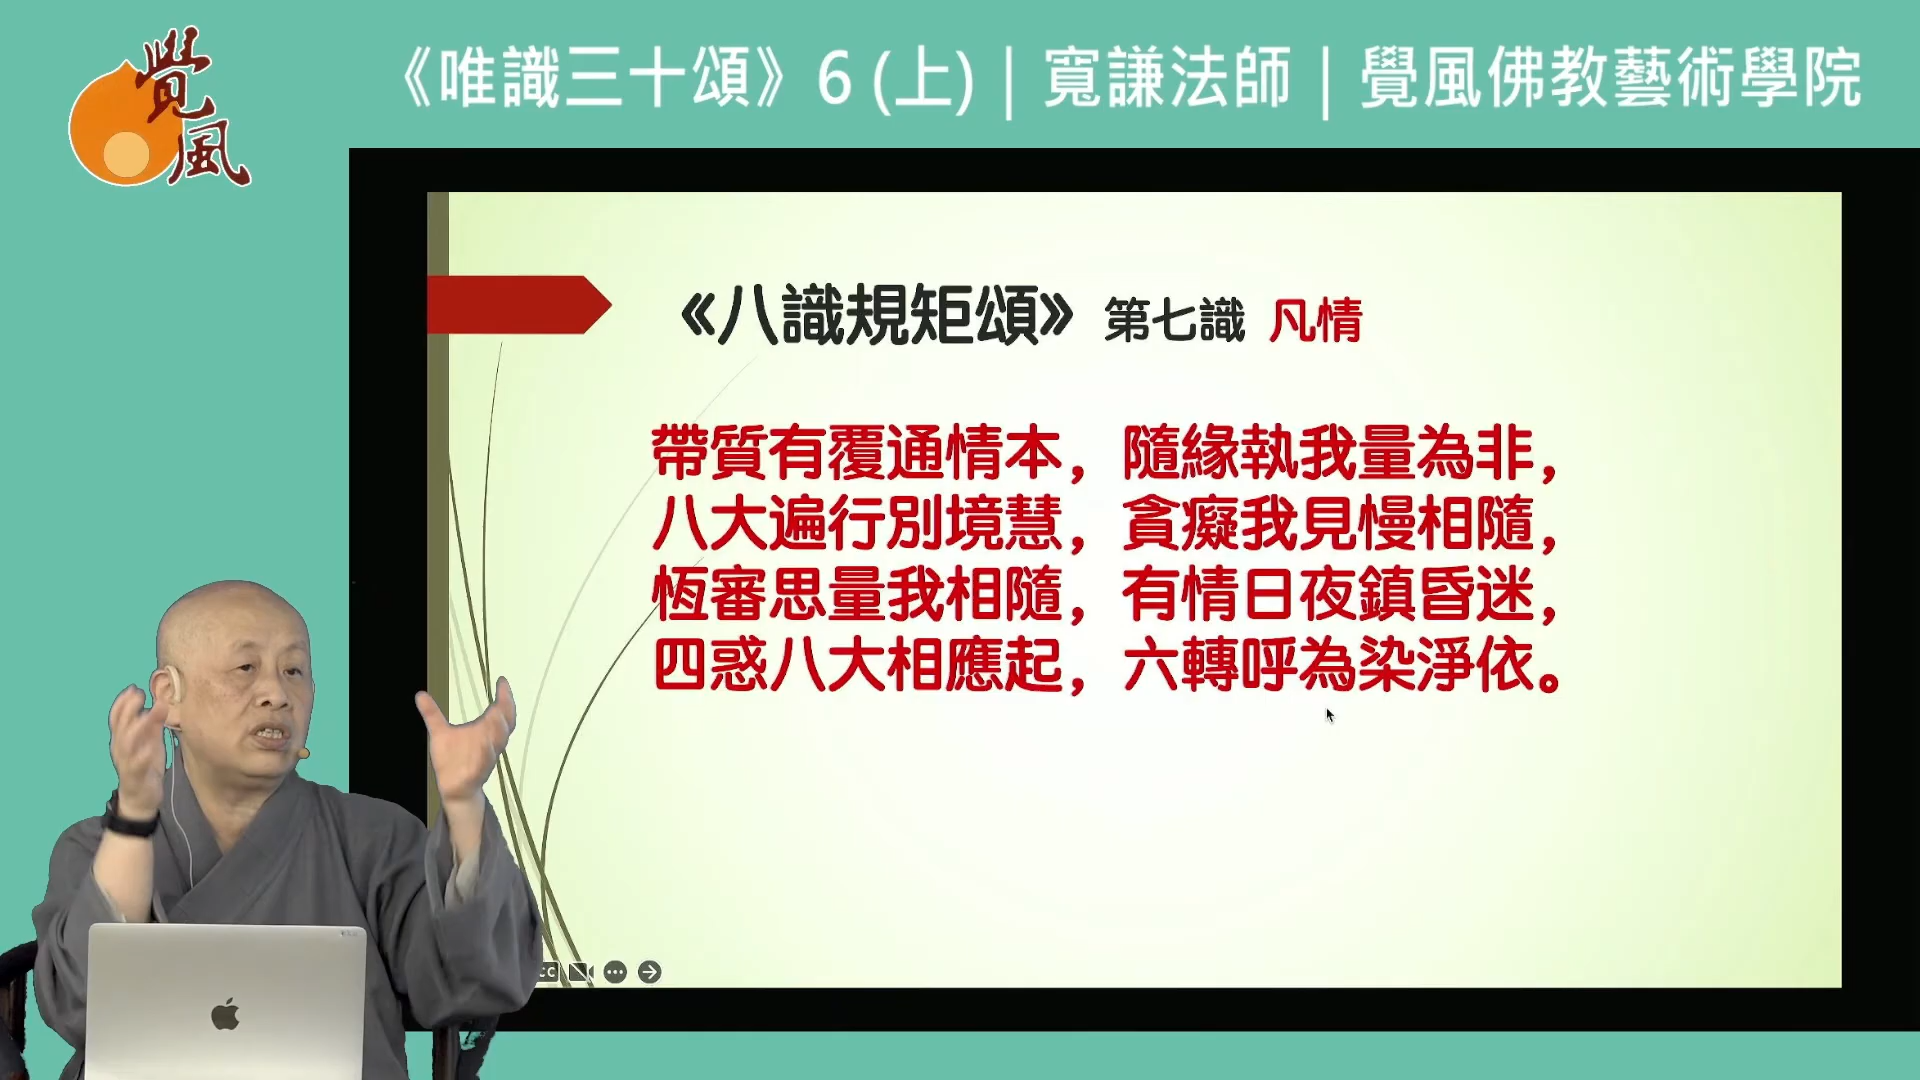 覺風
《唯識三十頌》6 (上)｜寬謙法師｜覺風佛教藝術學院
《八識規矩頌》 第七識 凡情
帶質有覆通情本，隨緣執我量為非，
八大遍行別境慧，貪癡我見慢相隨，
恆審思量我相隨，有情日夜鎮昏迷，
四惑八大相應起，六轉呼為染淨依。
CC